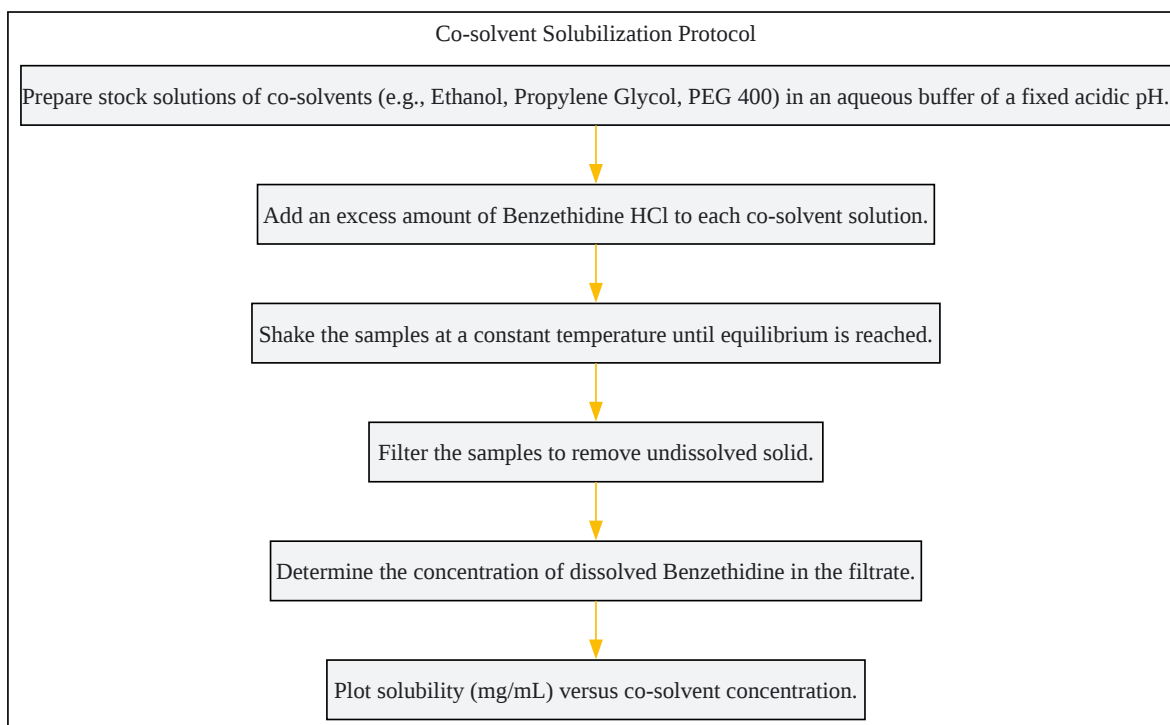 Co-solvent Solubilization Protocol
Prepare stock solutions of co-solvents (e.g., Ethanol, Propylene Glycol, PEG 400) in an aqueous buffer of a fixed acidic pH.
Add an excess amount of Benzethidine HCl to each co-solvent solution.
Shake the samples at a constant temperature until equilibrium is reached.
Filter the samples to remove undissolved solid.
Determine the concentration of dissolved Benzethidine in the filtrate.
Plot solubility (mg/mL) versus co-solvent concentration.